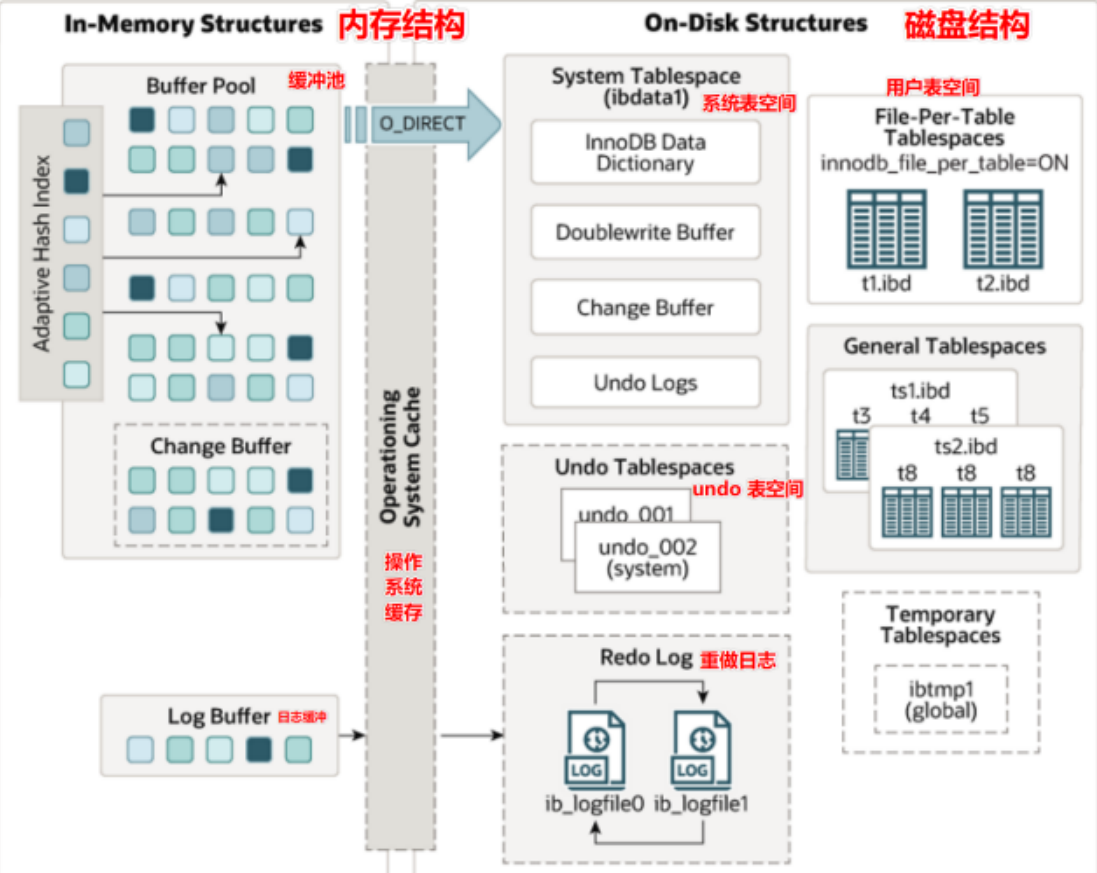 In-Memory Structures 内存结构
On-Disk Structures 磁盘结构
Buffer Pool 缓冲池
Adaptive Hash Index
Change Buffer
Log Buffer 日志缓冲
O_DIRECT
Operationing
System Cache
操作
系统
缓存
System Tablespace
(ibdata1) 系统表空间
InnoDB Data
Dictionary
Doublewrite Buffer
Change Buffer
Undo Logs
Undo Tablespaces
undo 表空间
undo_001
undo_002
(system)
Redo Log 重做日志
LOG
LOG
ib_logfile0 ib_logfile1
用户表空间
File-Per-Table
Tablespaces
innodb_file_per_table=ON
t1.ibd t2.ibd
General Tablespaces
ts1.ibd
t3 t4 t5
ts2.ibd
t8 t8 t8
Temporary
Tablespaces
ibtmp1
(global)